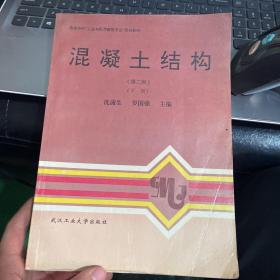 混凝土结构
（第二版）
（下册）
沈蒲生 罗国强 主编
武汉工业大学出版社